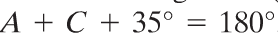 A + C + 35° = 180°